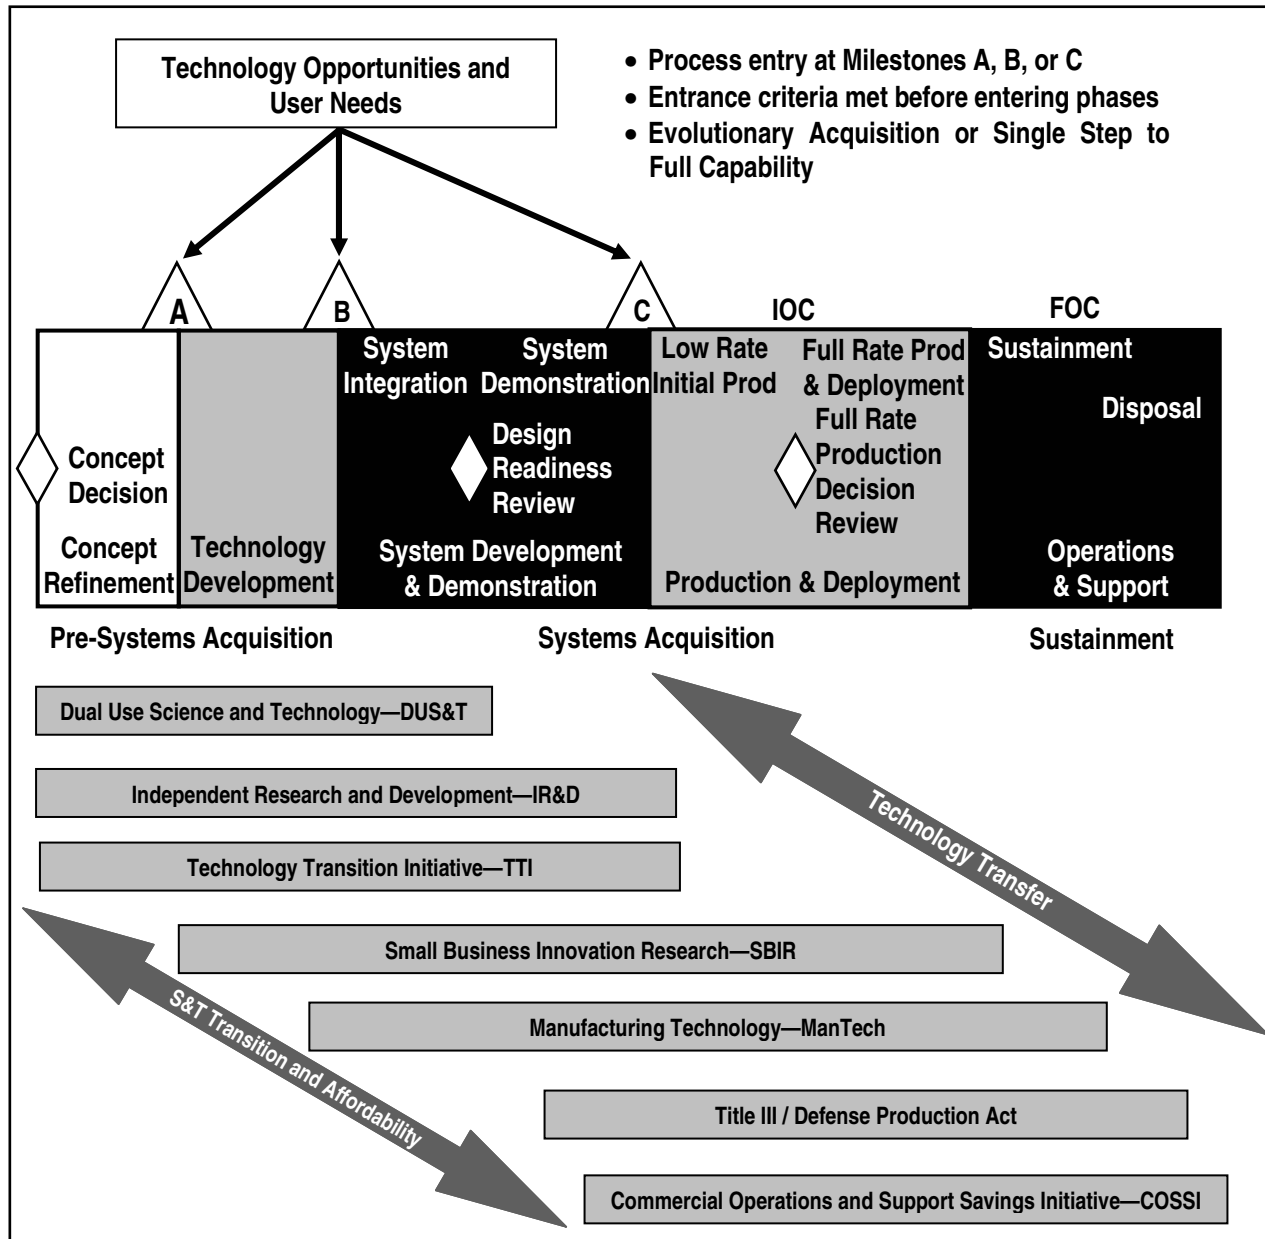 Technology Opportunities and
User Needs
• Process entry at Milestones A, B, or C
• Entrance criteria met before entering phases
• Evolutionary Acquisition or Single Step to
Full Capability
A
B
C
IOC
FOC
System
Integration
System
Demonstration
Low Rate
Initial Prod
Full Rate Prod
& Deployment
Sustainment
Disposal
Concept
Decision
Design
Readiness
Review
Full Rate
Production
Decision
Review
Concept
Refinement
Technology
Development
System Development
& Demonstration
Production & Deployment
Operations
& Support
Pre-Systems Acquisition
Systems Acquisition
Sustainment
Dual Use Science and Technology—DUS&T
Independent Research and Development—IR&D
Technology Transition Initiative—TTI
Technology Transfer
Small Business Innovation Research—SBIR
S&T Transition and Affordability
Manufacturing Technology—ManTech
Title III / Defense Production Act
Commercial Operations and Support Savings Initiative—COSSI